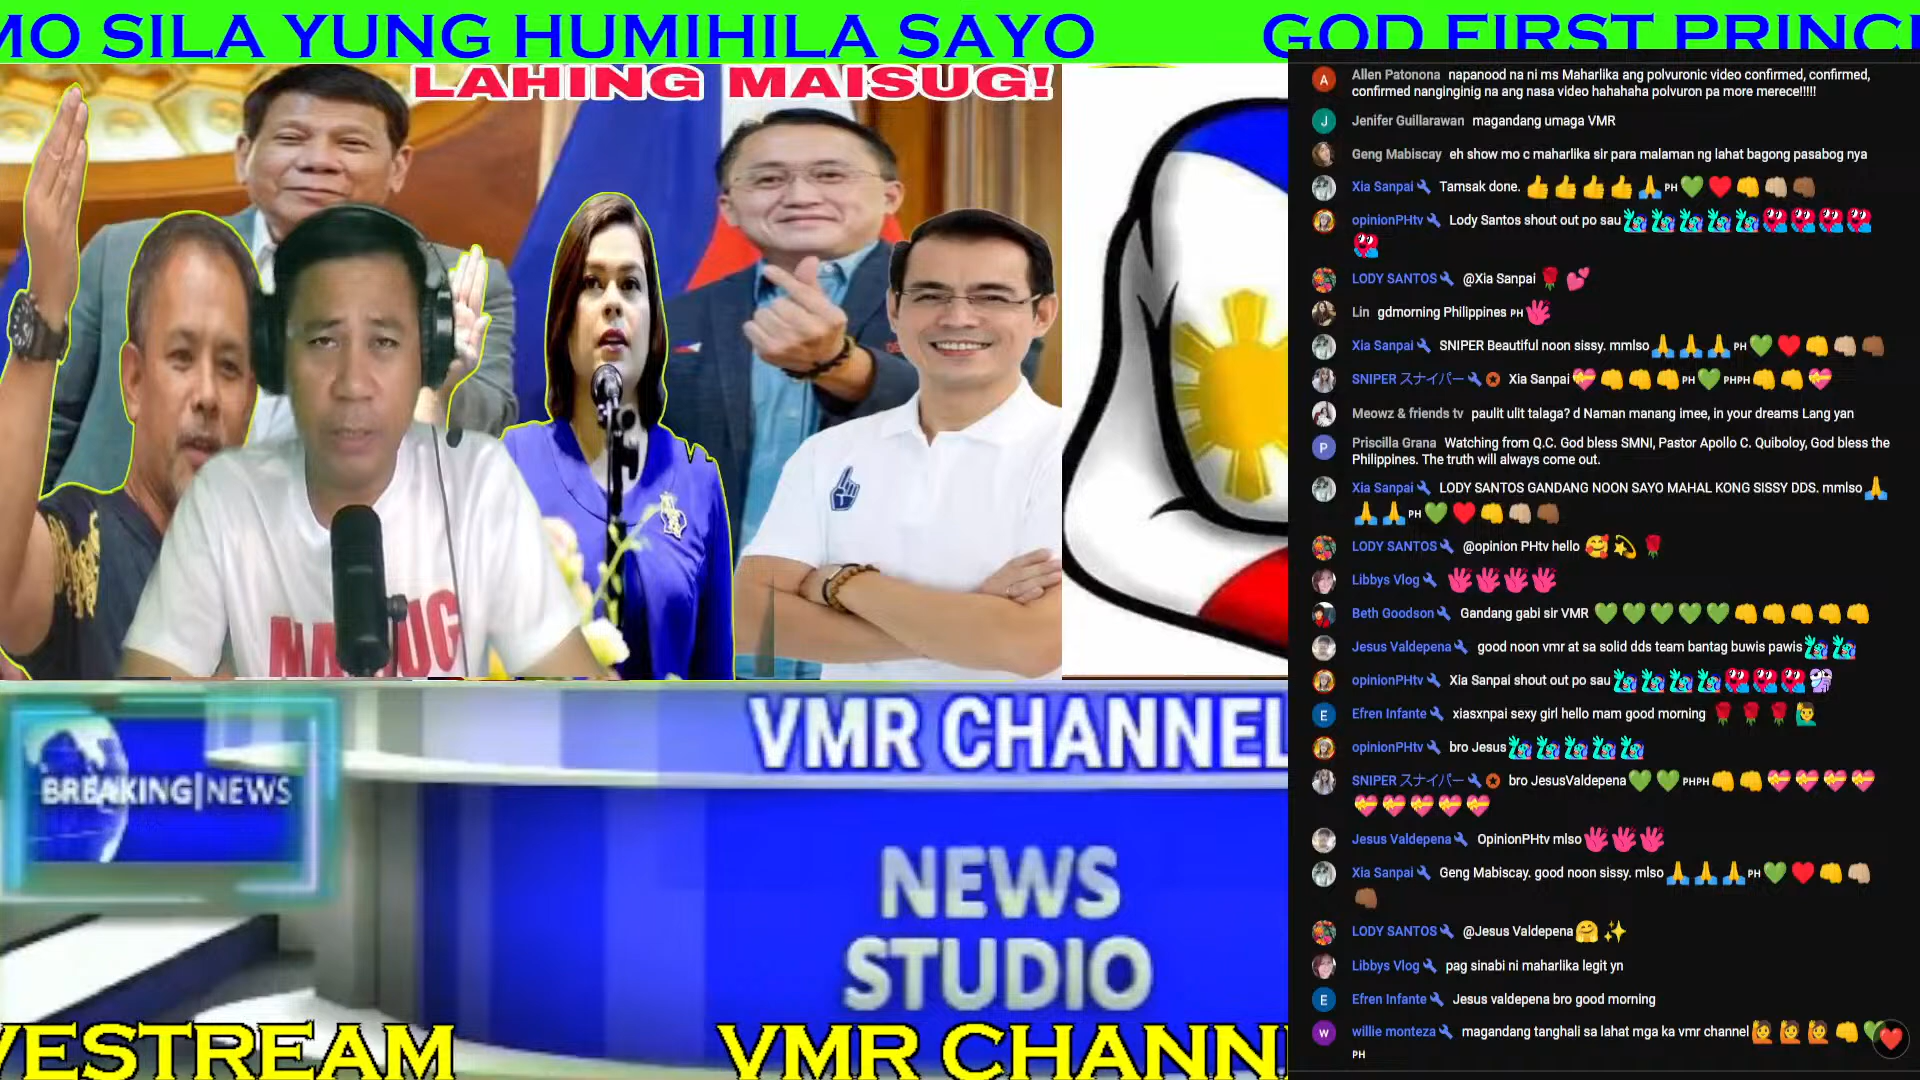 MO SILA YUNG HUMIHILA SAYO
GOD FIRST PRINCI
LAHING MAISUG!
VMR CHANNEL
BREAKING|NEWS
NEWS
STUDIO
VESTREAM
VMR CHANN
Allen Patonona napanood na ni ms Maharlika ang polvuronic video confirmed, confirmed,
confirmed nanginginig na ang nasa video hahahaha polvuron pa more merece!!!!!
Jenifer Guillarawan magandang umaga VMR
Geng Mabiscay eh show mo c maharlika sir para malaman ng lahat bagong pasabog nya
Xia Sanpai Tamsak done. 👍👍👍👍🙏PH💚❤️👊👊🏼👊🏾
opinionPHtv Lody Santos shout out po sau
LODY SANTOS @Xia Sanpai 🌹 💕
Lin gdmorning Philippines PH
Xia Sanpai SNIPER Beautiful noon sissy. mmlso🙏🙏🙏PH💚❤️👊👊🏼👊🏾
SNIPER スナイパー Xia Sanpai💝👊👊👊PH💚PHPH👊👊💝
Meowz & friends tv paulit ulit talaga? d Naman manang imee, in your dreams Lang yan
Priscilla Grana Watching from Q.C. God bless SMNI, Pastor Apollo C. Quiboloy, God bless the
Philippines. The truth will always come out.
Xia Sanpai LODY SANTOS GANDANG NOON SAYO MAHAL KONG SISSY DDS. mmlso🙏
🙏🙏PH💚❤️👊👊🏼👊🏾
LODY SANTOS @opinion PHtv hello 🥰 💫 🌹
Libbys Vlog
Beth Goodson Gandang gabi sir VMR 💚💚💚💚💚👊👊👊👊👊
Jesus Valdepena good noon vmr at sa solid dds team bantag buwis pawis
opinionPHtv Xia Sanpai shout out po sau
Efren Infante xiasxnpai sexy girl hello mam good morning 🌹🌹🌹🙋‍♂️
opinionPHtv bro Jesus
SNIPER スナイパー bro JesusValdepena💚💚PHPH👊👊💝💝💝💝
💝💝💝💝💝
Jesus Valdepena OpinionPHtv mlso
Xia Sanpai Geng Mabiscay. good noon sissy. mlso🙏🙏🙏PH💚❤️👊👊🏼
👊🏾
LODY SANTOS @Jesus Valdepena🤗✨
Libbys Vlog pag sinabi ni maharlika legit yn
Efren Infante Jesus valdepena bro good morning
willie monteza magandang tanghali sa lahat mga ka vmr channel🙋🙋🙋👊💚
PH